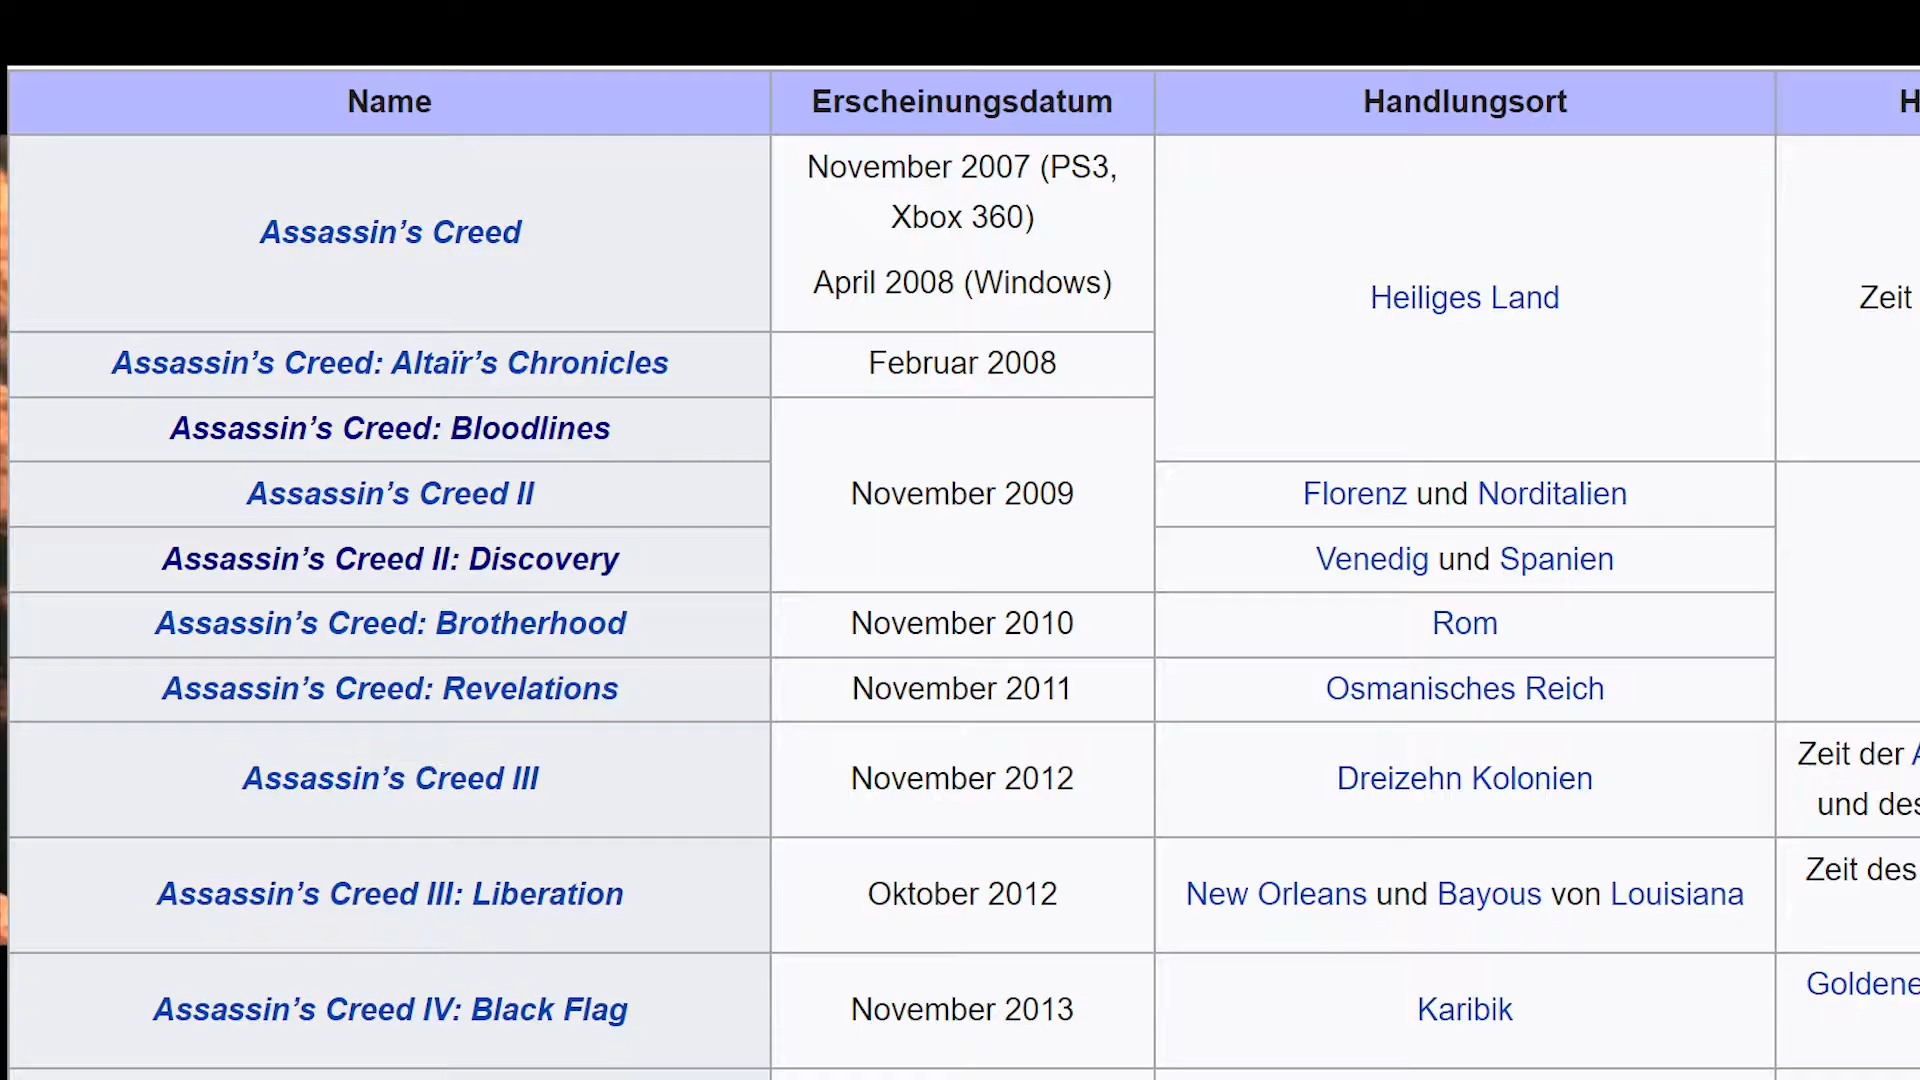 Name Erscheinungsdatum Handlungsort H
Assassin’s Creed
November 2007 (PS3,
Xbox 360)
April 2008 (Windows)
Heiliges Land
Zeit
Assassin’s Creed: Altaïr’s Chronicles
Februar 2008
Assassin’s Creed: Bloodlines
November 2009
Assassin’s Creed II
Florenz und Norditalien
Assassin’s Creed II: Discovery
Venedig und Spanien
Assassin’s Creed: Brotherhood
November 2010
Rom
Assassin’s Creed: Revelations
November 2011
Osmanisches Reich
Assassin’s Creed III
November 2012
Dreizehn Kolonien
Zeit der A
und des
Assassin’s Creed III: Liberation
Oktober 2012
New Orleans und Bayous von Louisiana
Zeit des
Assassin’s Creed IV: Black Flag
November 2013
Karibik
Goldene